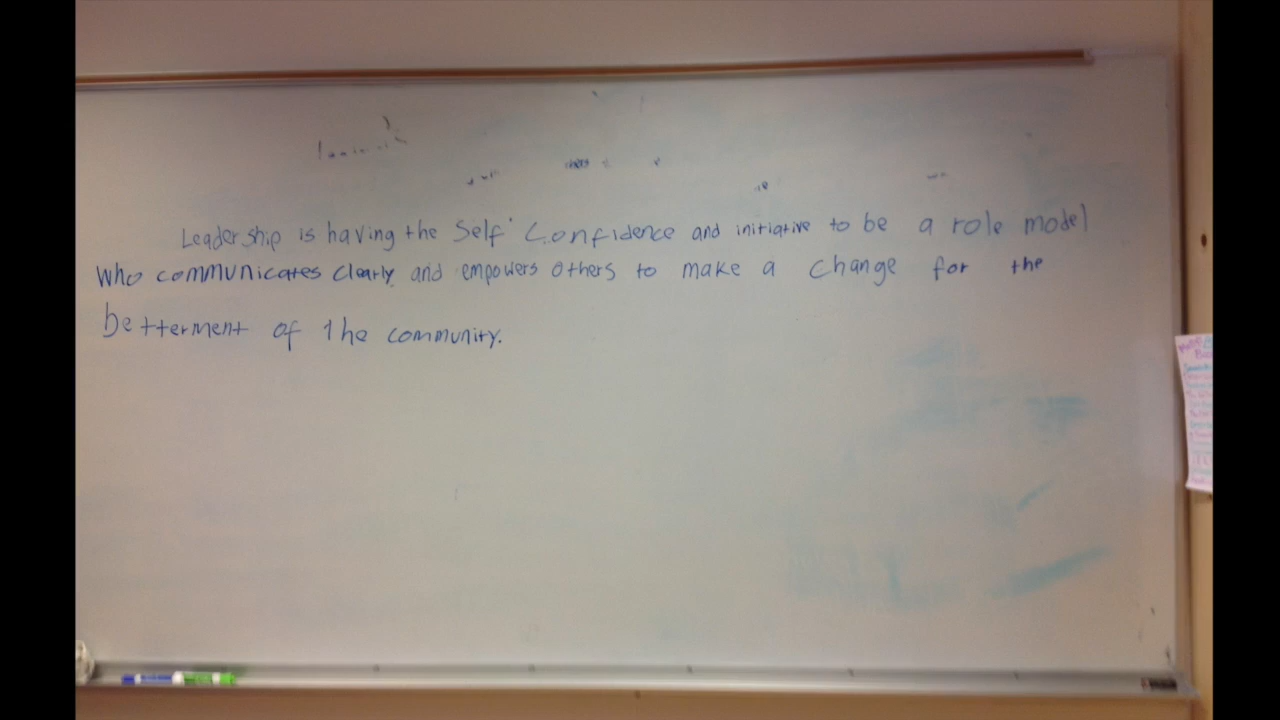 Leadership is having the Self Confidence and initiative to be a role model
Who communicates clearly and empowers others to make a change for the
betterment of the community.